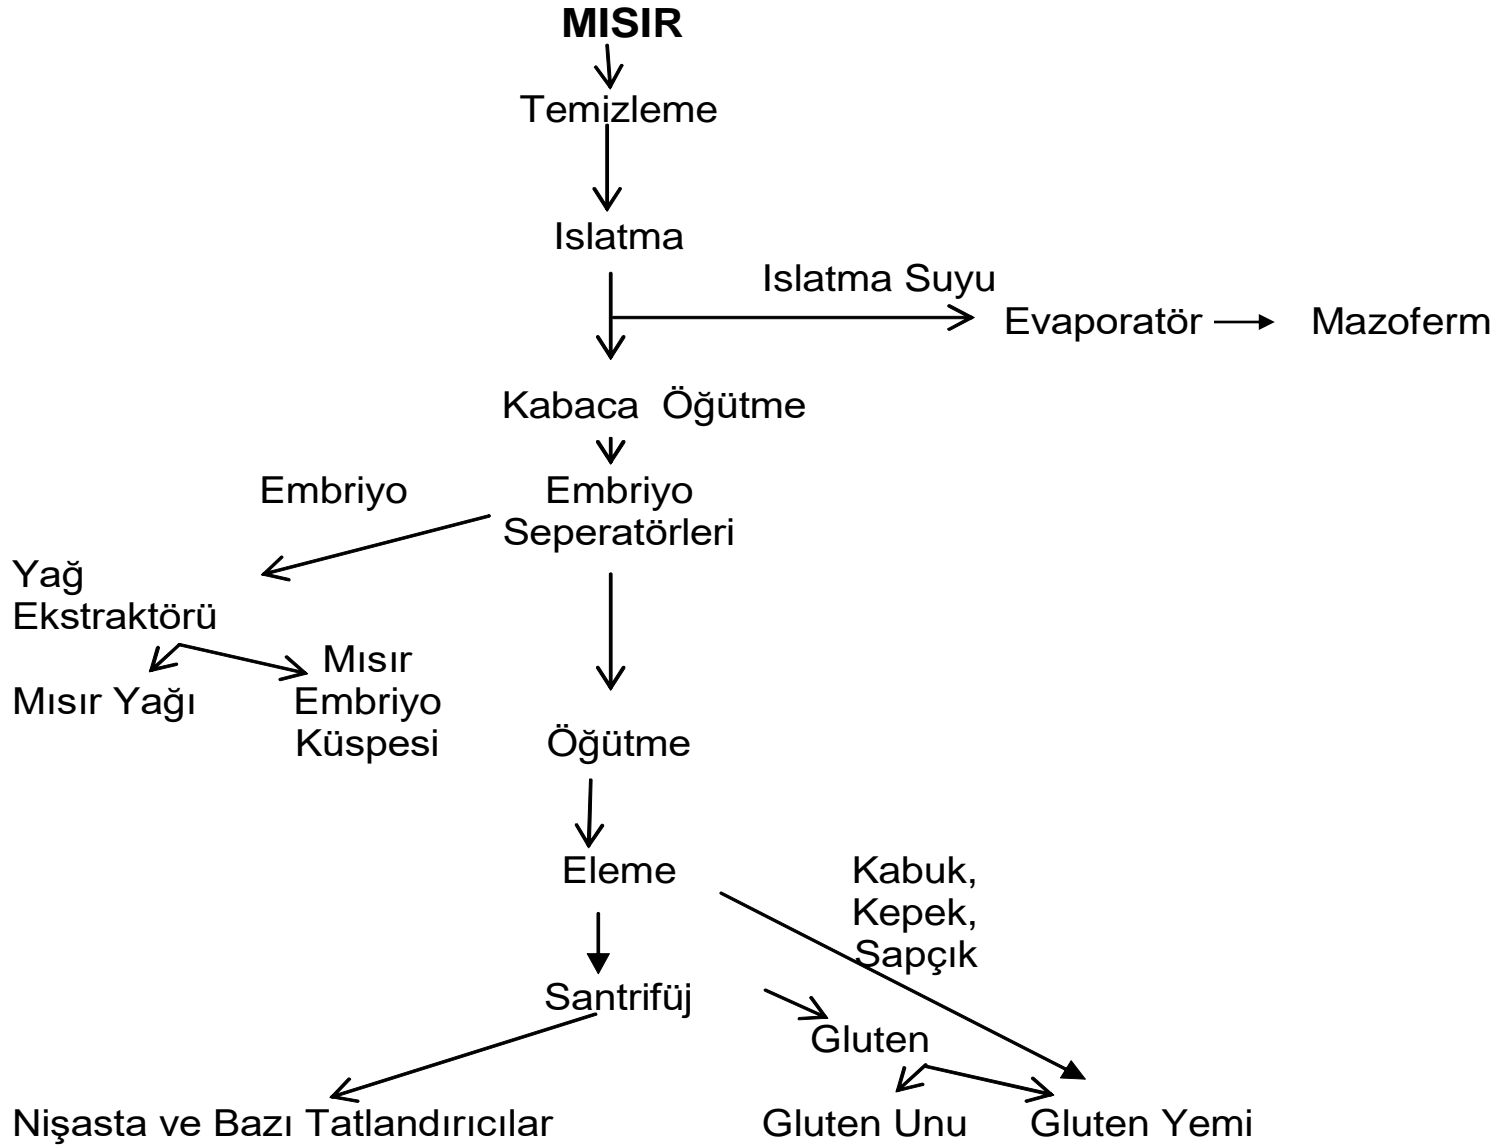 MISIR
Temizleme
Islatma
Islatma Suyu
Evaporatör
Mazoferm
Kabaca Öğütme
Embriyo
Embriyo
Seperatörleri
Yağ
Ekstraktörü
Mısır Yağı
Mısır
Embriyo
Küspesi
Öğütme
Eleme
Kabuk,
Kepek,
Sapçık
Santrifüj
Gluten
Nişasta ve Bazı Tatlandırıcılar
Gluten Unu
Gluten Yemi